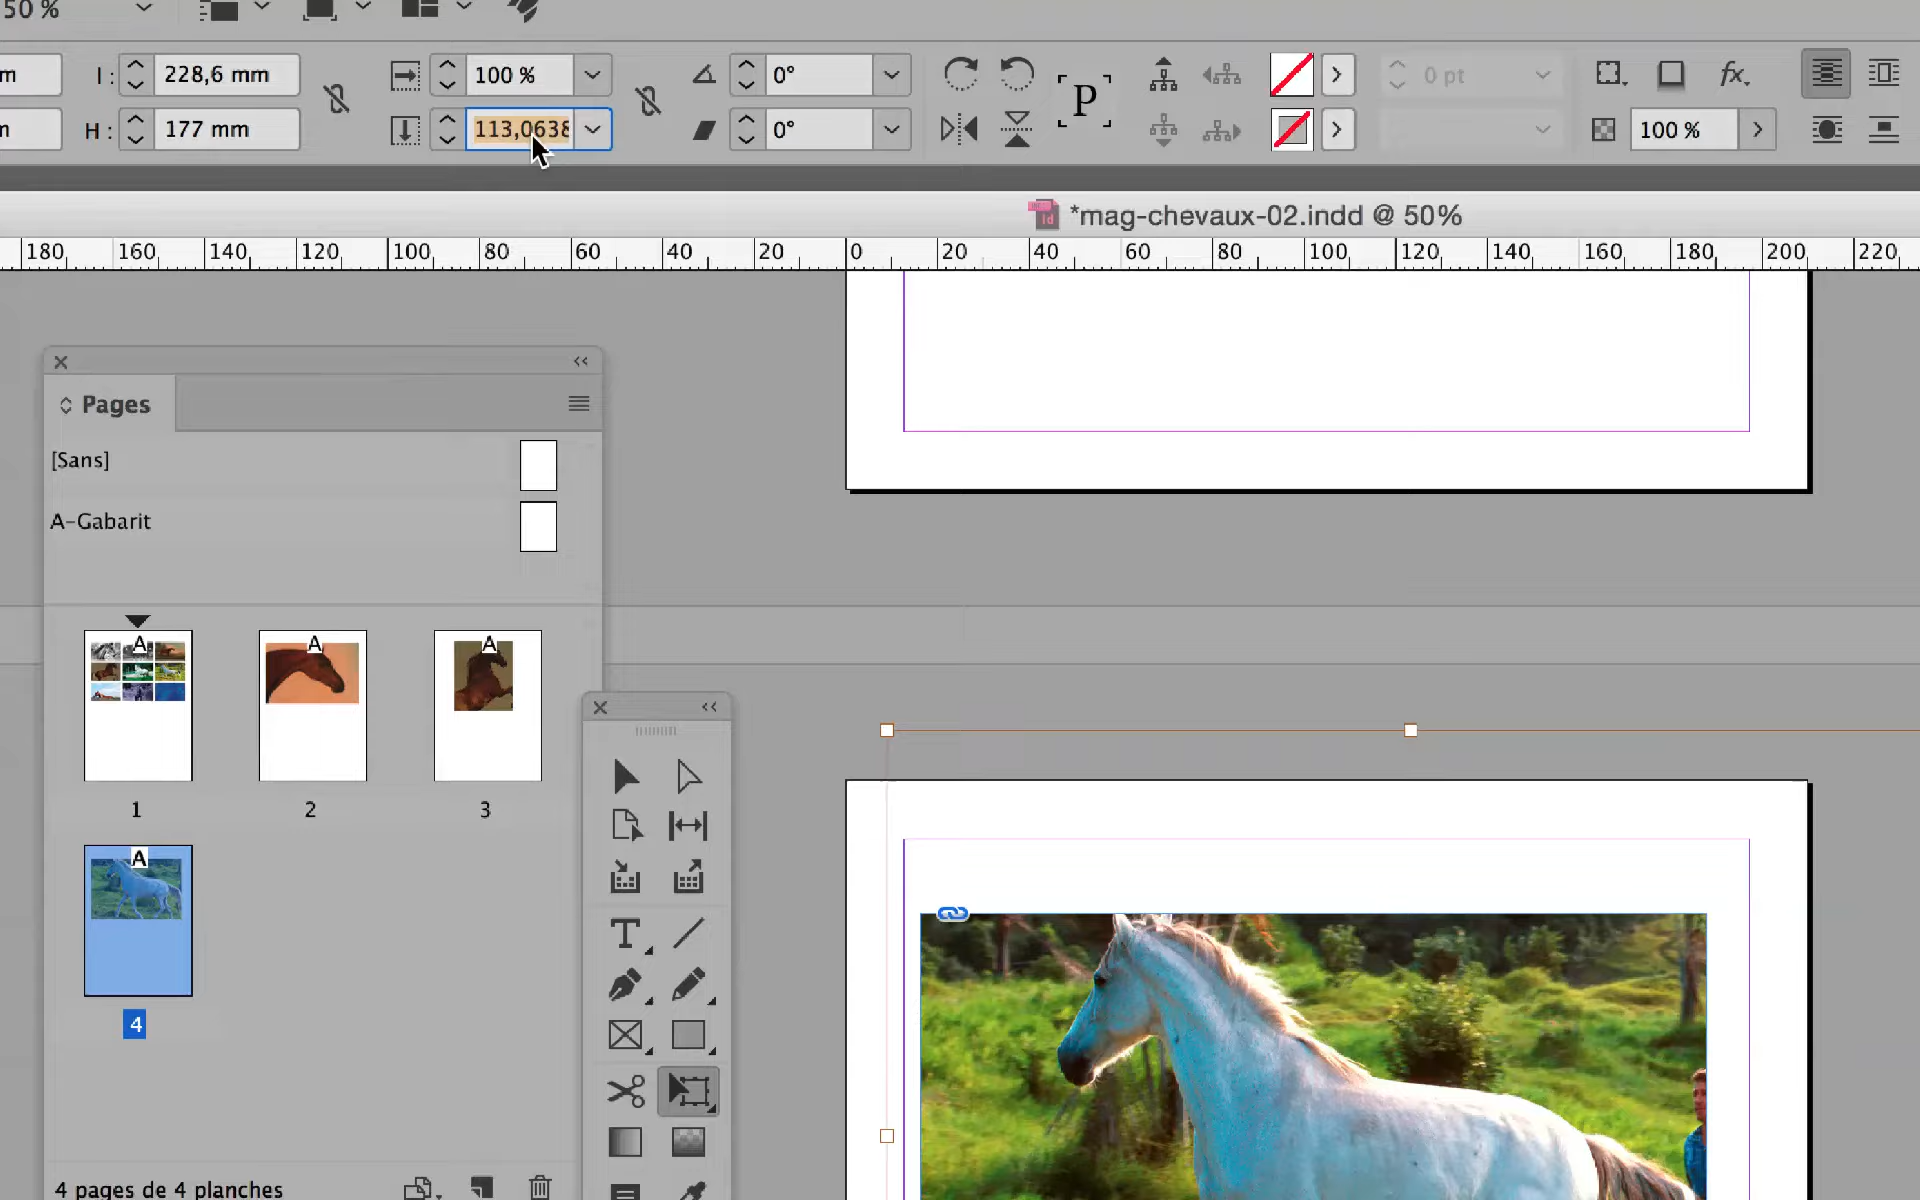 50 %
m
I :
228,6 mm
100 %
0°
0 pt
fx.
m
H :
177 mm
113,0638
0°
P
100 %
*mag-chevaux-02.indd @ 50%
180 160 140 120 100 80 60 40 20 0 20 40 60 80 100 120 140 160 180 200 220
Pages
[Sans]
A-Gabarit
A A A
1 2 3
A
4
T
4 pages de 4 planches